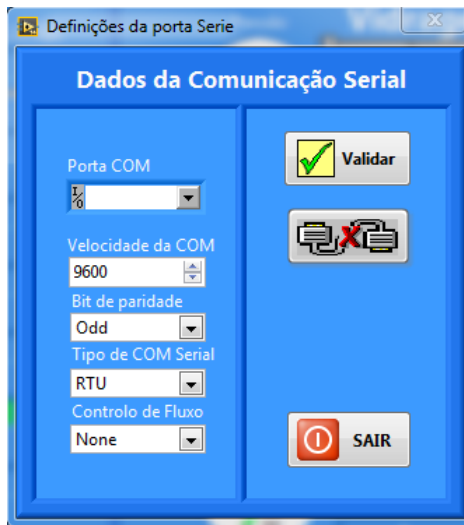 Definições da porta Serie
Dados da Comunicação Serial
Porta COM
I/O
Velocidade da COM
9600
Bit de paridade
Odd
Tipo de COM Serial
RTU
Controlo de Fluxo
None
Validar
SAIR